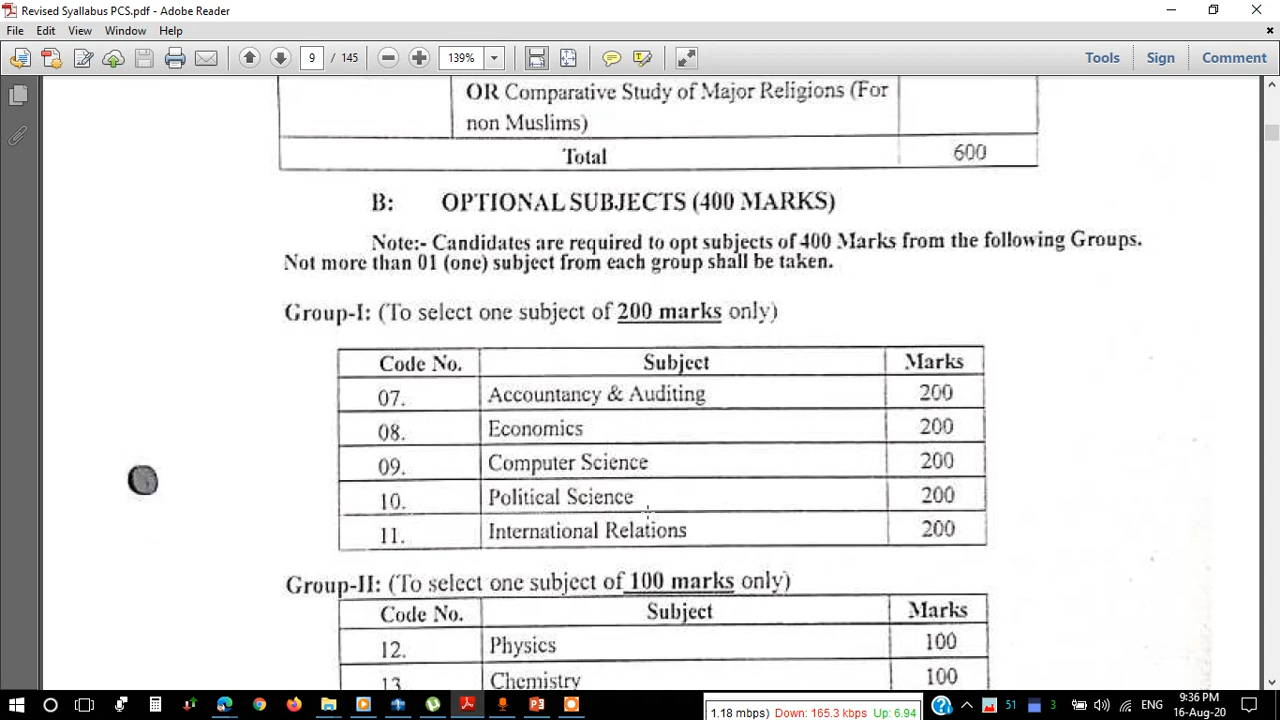 Revised Syallabus PCS.pdf - Adobe Reader
File Edit View Window Help
9 / 145 139% Tools Sign Comment
OR Comparative Study of Major Religions (For
non Muslims)
Total 600
B: OPTIONAL SUBJECTS (400 MARKS)
Note:- Candidates are required to opt subjects of 400 Marks from the following Groups.
Not more than 01 (one) subject from each group shall be taken.
Group-I: (To select one subject of 200 marks only)
Code No. Subject Marks
07. Accountancy & Auditing 200
08. Economics 200
09. Computer Science 200
10. Political Science 200
11. International Relations 200
Group-II: (To select one subject of 100 marks only)
Code No. Subject Marks
12. Physics 100
13. Chemistry 100
1.18 mbps) Down: 165.3 kbps Up: 6.94
51 3 ENG 9:36 PM
16-Aug-20